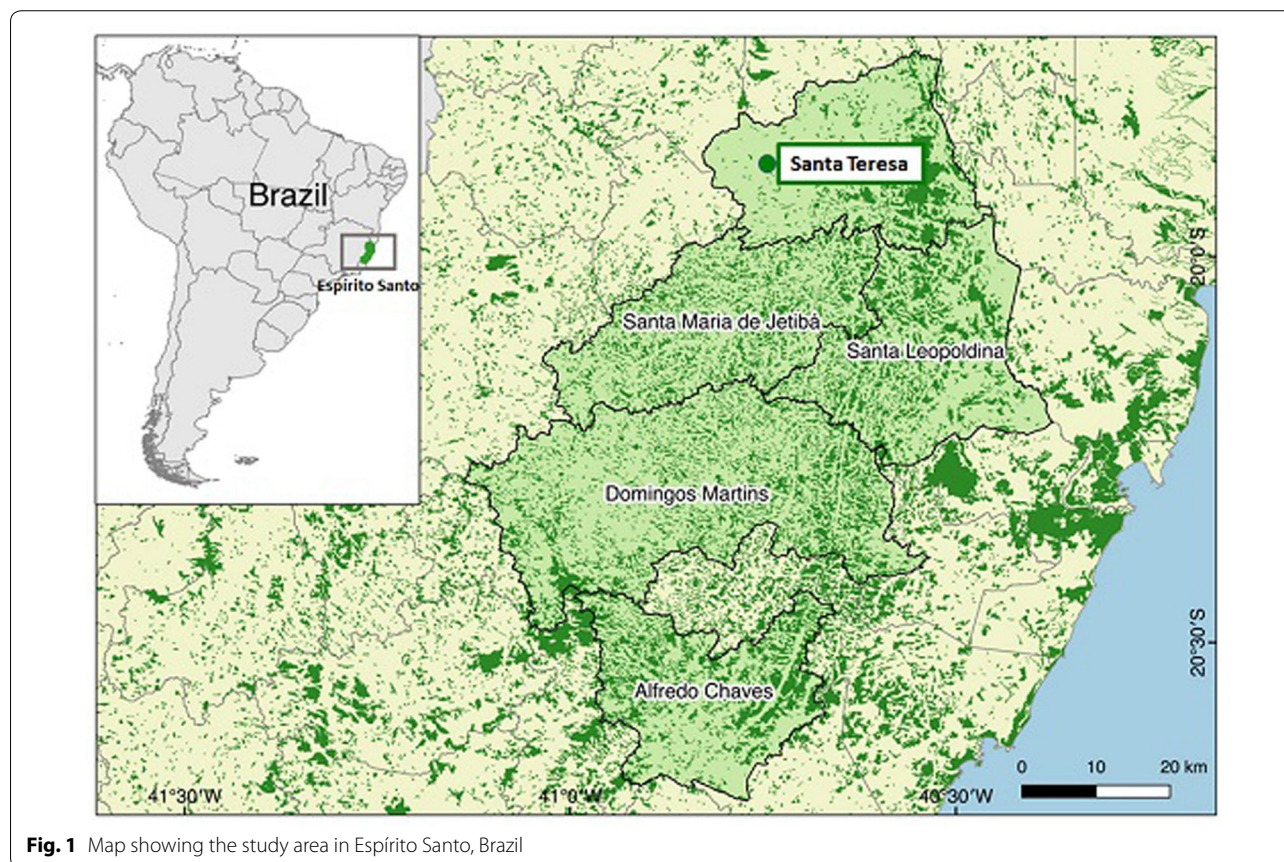 Brazil
Espírito Santo
Santa Teresa
20°0'S
Santa Maria de Jetibá
Santa Leopoldina
Domingos Martins
20°30'S
Alfredo Chaves
0 10 20 km
41°30'W 41°0'W 40°30'W
Fig. 1 Map showing the study area in Espírito Santo, Brazil